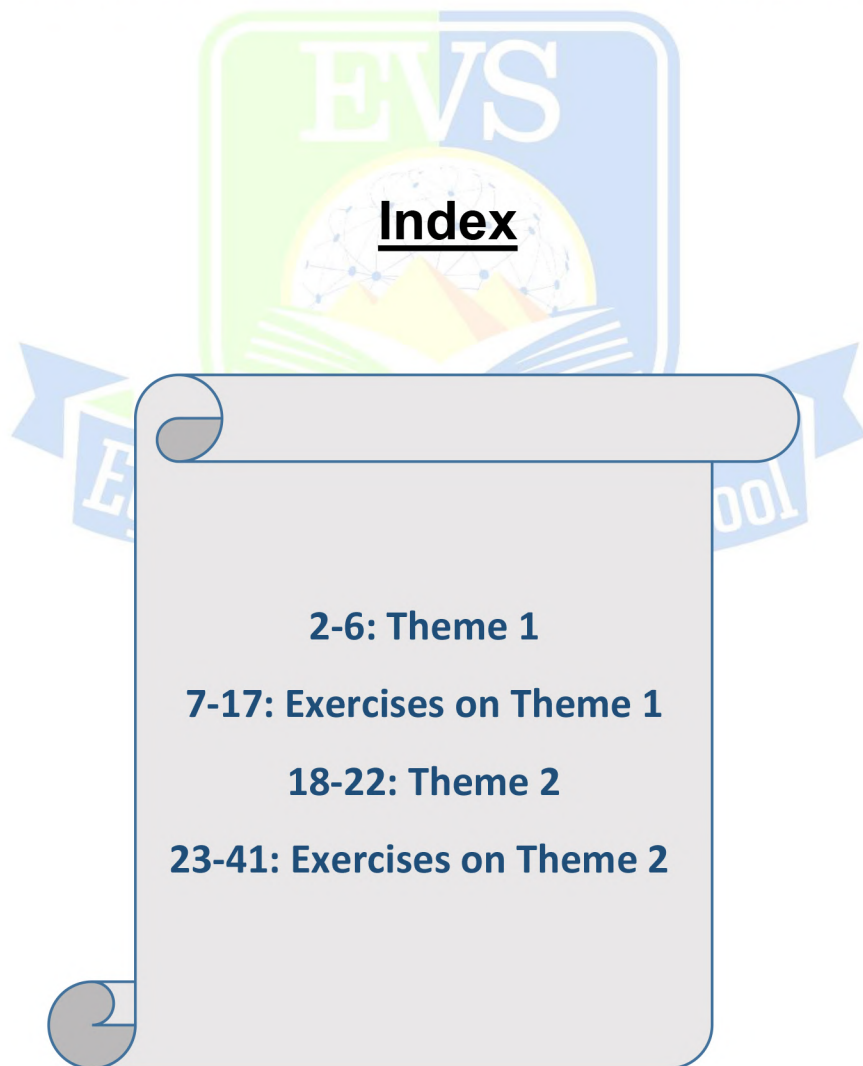 EVS
Index
2-6: Theme 1
7-17: Exercises on Theme 1
18-22: Theme 2
23-41: Exercises on Theme 2